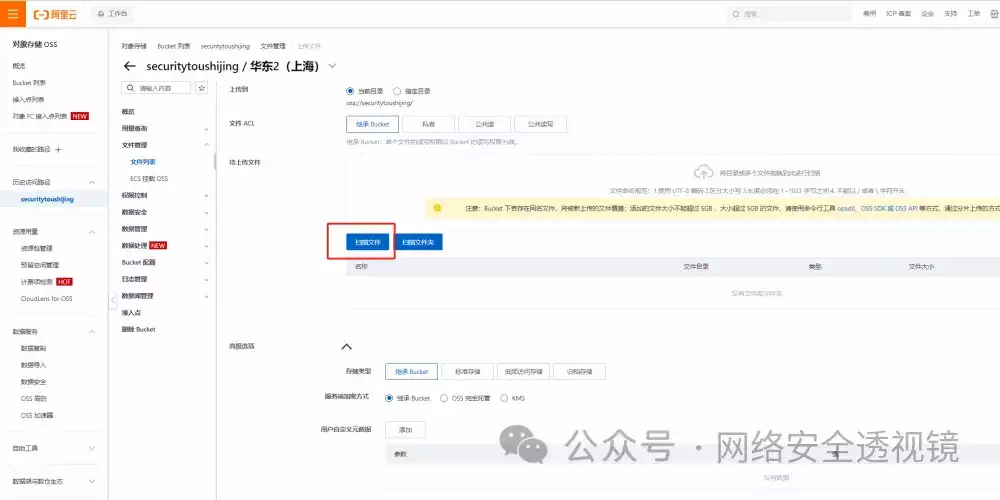 阿里云 工作台 搜索... 费用 ICP 备案 企业 支持 工单
对象存储 OSS
概览
Bucket 列表
接入点列表
对象 FC 接入点列表 NEW
我收藏的路径 +
历史访问路径
securitytoushijing
资源用量
资源包管理
预留空间管理
计费项检测 HOT
CloudLens for OSS
数据服务
数据复制
数据导入
数据安全
OSS 高防
OSS 加速器
自助工具
数据湖与数仓生态
对象存储 Bucket 列表 securitytoushijing 文件管理 上传文件
← securitytoushijing / 华东2（上海）
请输入内容
概览
用量查询
文件管理
文件列表
ECS 挂载 OSS
权限控制
数据安全
数据管理
数据处理 NEW
Bucket 配置
日志管理
数据湖管理
接入点
删除 Bucket
上传到 当前目录 指定目录
oss://securitytoushijing/
文件 ACL 继承 Bucket 私有 公共读 公共读写
继承 Bucket：单个文件的读写权限以 Bucket 的读写权限为准。
待上传文件
将目录或多个文件拖拽到此进行扫描
文件命名规范：1.使用 UTF-8 编码 2.区分大小写 3.长度必须在 1~1023 字节之间 4.不能以 / 或者 \ 字符开头
注意：Bucket 下若存在同名文件，将被新上传的文件覆盖；添加的文件大小不能超过 5GB，大小超过 5GB 的文件，请使用命令行工具 ossutil、OSS SDK 或 OSS API 等方式，通过分片上传的方式
扫描文件 扫描文件夹
名称 文件目录 类型 文件大小
没有文件或文件夹
高级选项
存储类型 继承 Bucket 标准存储 低频访问存储 归档存储
服务端加密方式 继承 Bucket OSS 完全托管 KMS
用户自定义元数据 添加
参数 值
没有数据
公众号 · 网络安全透视镜